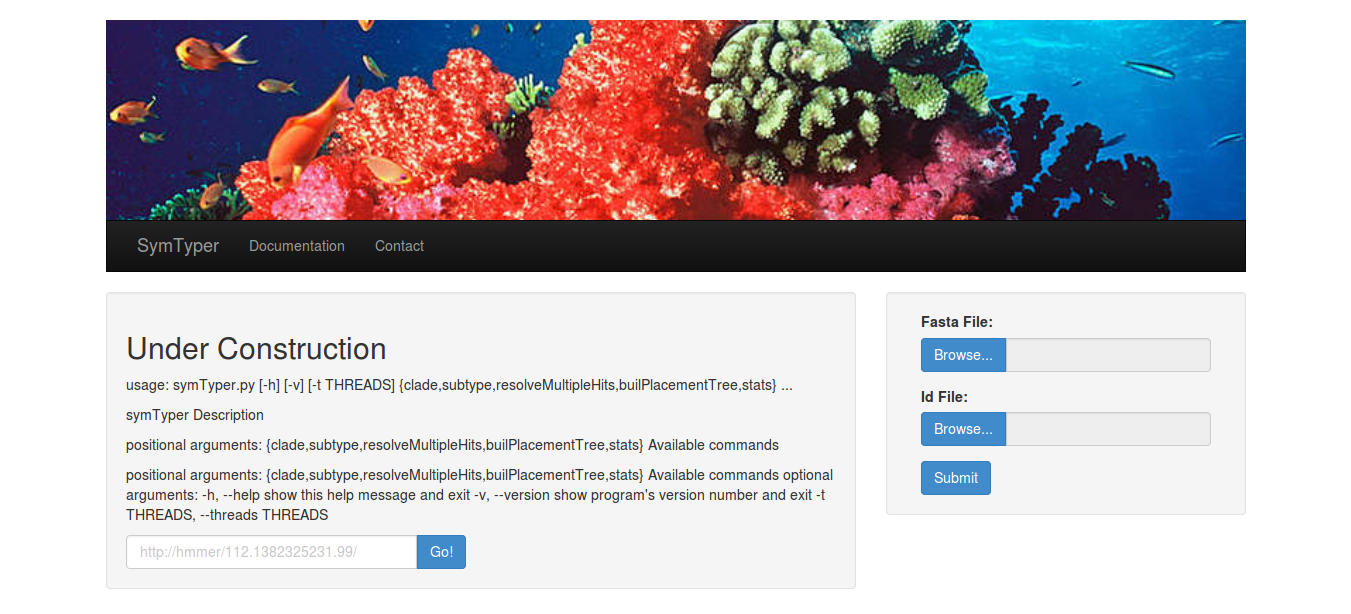 SymTyper Documentation Contact
Under Construction
usage: symTyper.py [-h] [-v] [-t THREADS] {clade,subtype,resolveMultipleHits,builPlacementTree,stats} ...
symTyper Description
positional arguments: {clade,subtype,resolveMultipleHits,builPlacementTree,stats} Available commands
positional arguments: {clade,subtype,resolveMultipleHits,builPlacementTree,stats} Available commands optional
arguments: -h, --help show this help message and exit -v, --version show program's version number and exit -t
THREADS, --threads THREADS
http://hmmer/112.1382325231.99/ Go!
Fasta File:
Browse...
Id File:
Browse...
Submit